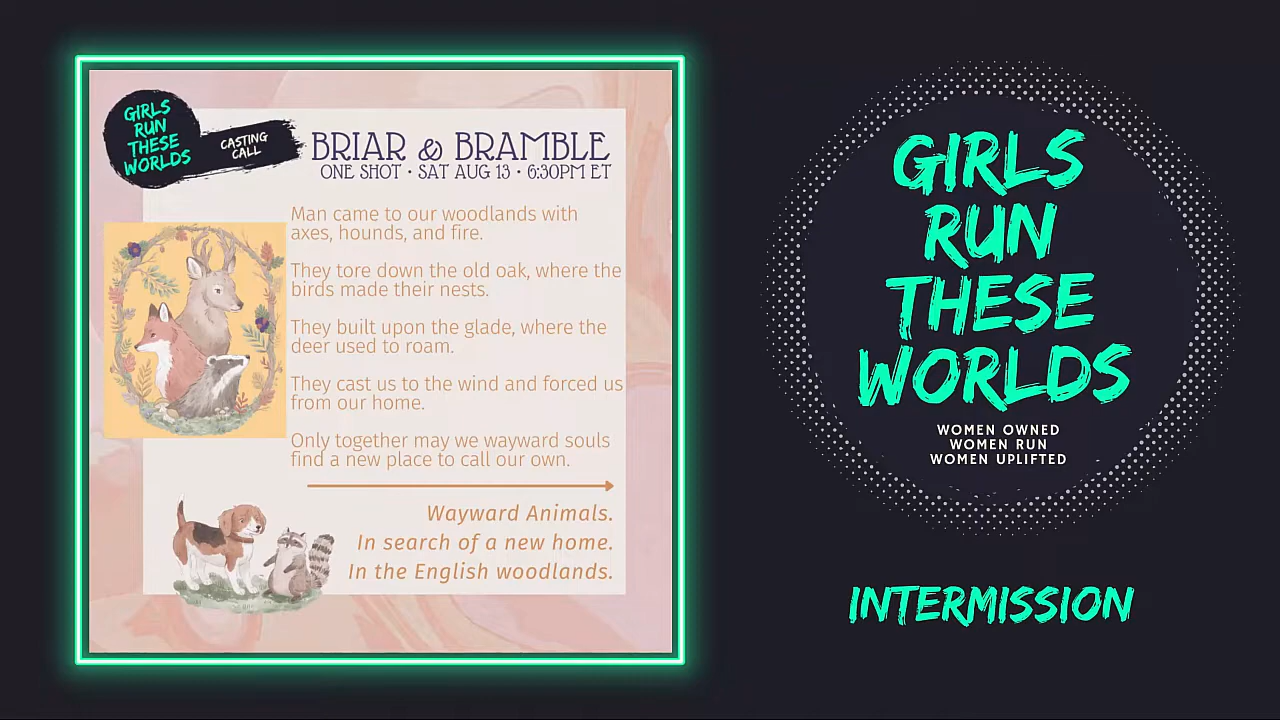 GIRLS
RUN
THESE
WORLDS
CASTING
CALL
BRIAR & BRAMBLE
ONE SHOT • SAT AUG 13 • 6:30PM ET
Man came to our woodlands with
axes, hounds, and fire.
They tore down the old oak, where the
birds made their nests.
They built upon the glade, where the
deer used to roam.
They cast us to the wind and forced us
from our home.
Only together may we wayward souls
find a new place to call our own.
Wayward Animals.
In search of a new home.
In the English woodlands.
GIRLS
RUN
THESE
WORLDS
WOMEN OWNED
WOMEN RUN
WOMEN UPLIFTED
INTERMISSION